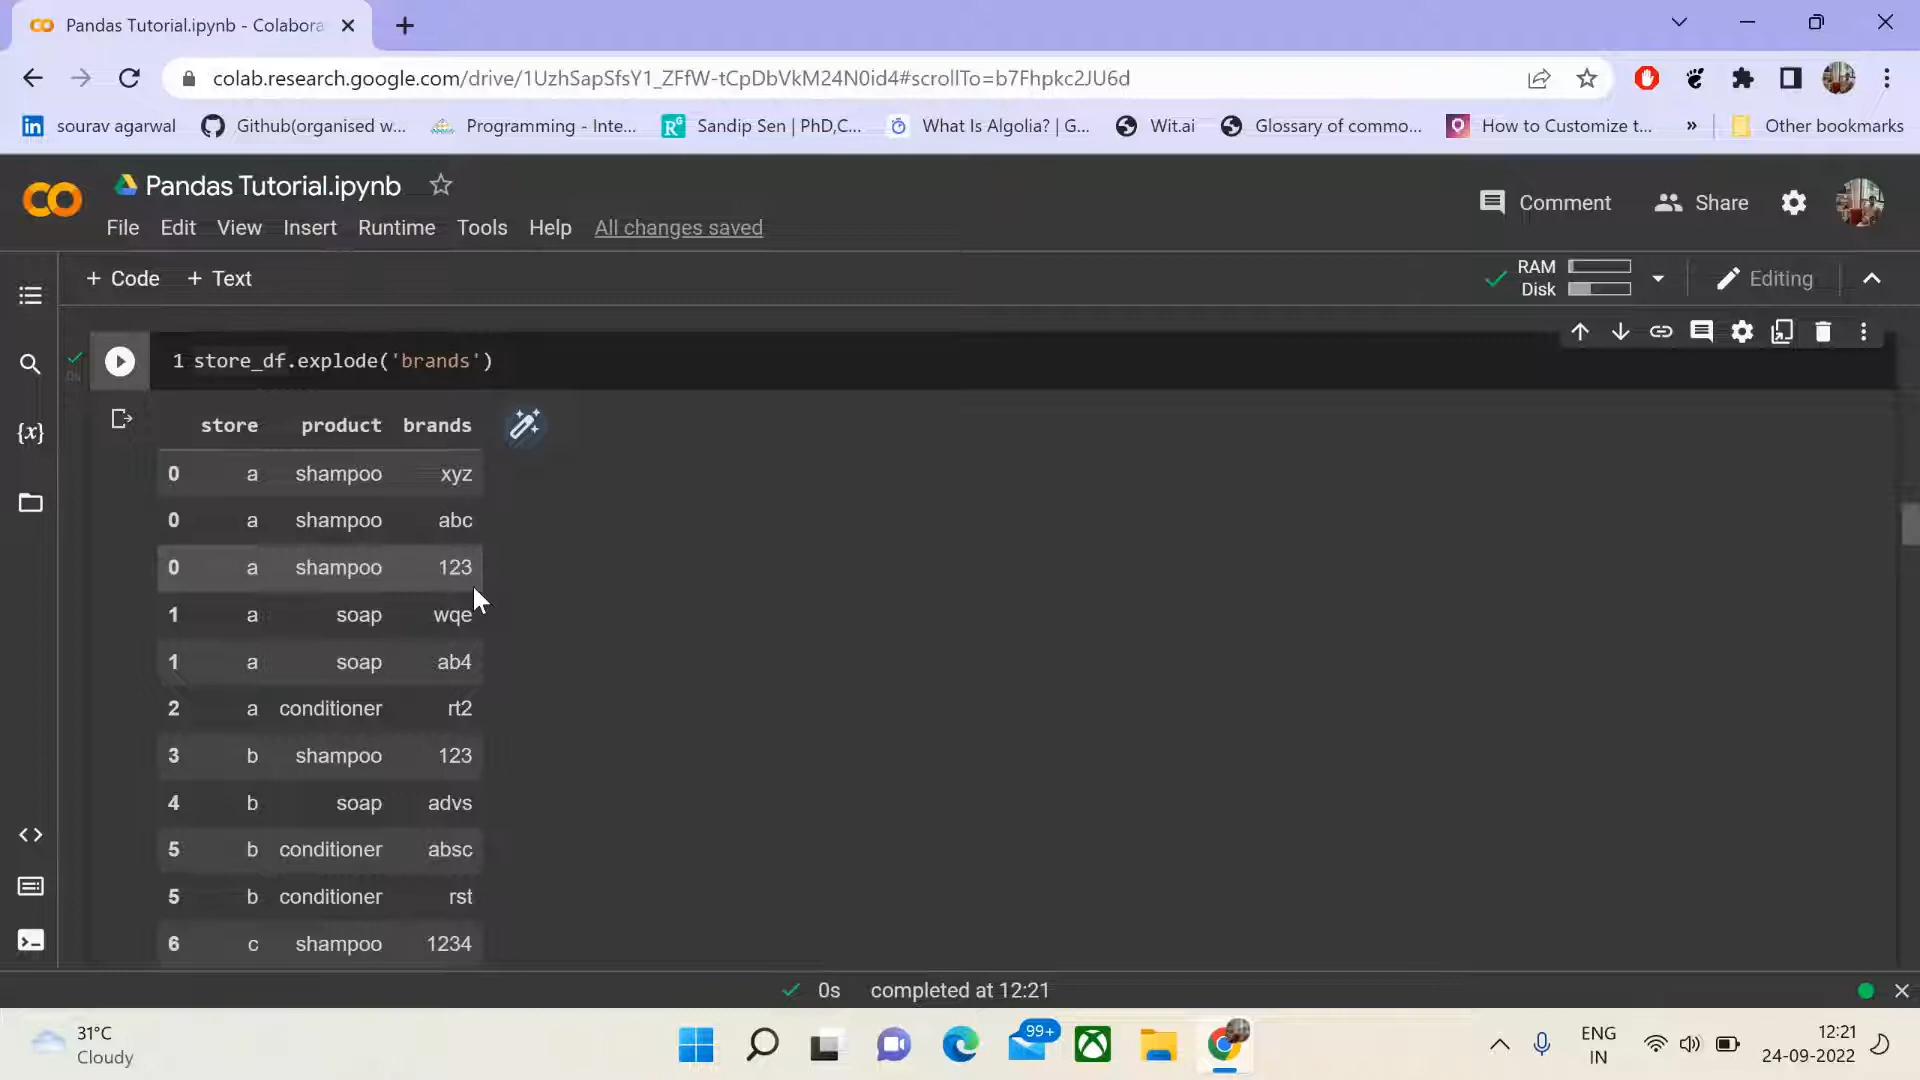 Pandas Tutorial.ipynb - Colabora
colab.research.google.com/drive/1UzhSapSfsY1_ZFfW-tCpDbVkM24N0id4#scrollTo=b7Fhpkc2JU6d
sourav agarwal Github(organised w... Programming - Inte... Sandip Sen | PhD,C... What Is Algolia? | G... Wit.ai Glossary of commo... How to Customize t... » Other bookmarks
Pandas Tutorial.ipynb
Comment Share
File Edit View Insert Runtime Tools Help All changes saved
+ Code + Text
RAM
Disk
Editing
1 store_df.explode('brands')
0s
store product brands
0 a shampoo xyz
0 a shampoo abc
0 a shampoo 123
1 a soap wqe
1 a soap ab4
2 a conditioner rt2
3 b shampoo 123
4 b soap advs
5 b conditioner absc
5 b conditioner rst
6 c shampoo 1234
0s completed at 12:21
31°C
Cloudy
99+
ENG
IN
12:21
24-09-2022